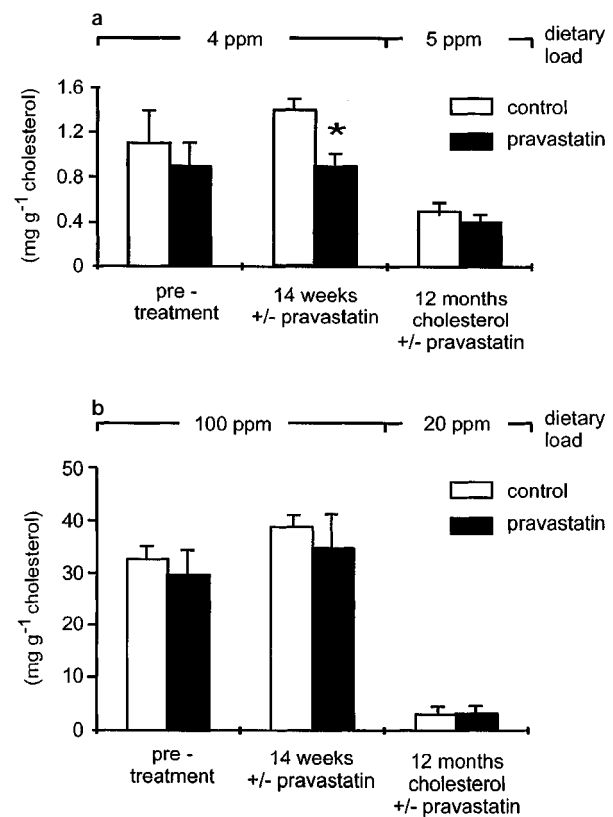 a
4 ppm 5 ppm dietary
load
1.6
1.2
0.8
0.4
0
(mg g-1 cholesterol)
control
pravastatin
*
pre -
treatment
14 weeks
+/- pravastatin
12 months
cholesterol
+/- pravastatin
b
100 ppm 20 ppm dietary
load
50
40
30
20
10
0
(mg g-1 cholesterol)
control
pravastatin
pre -
treatment
14 weeks
+/- pravastatin
12 months
cholesterol
+/- pravastatin